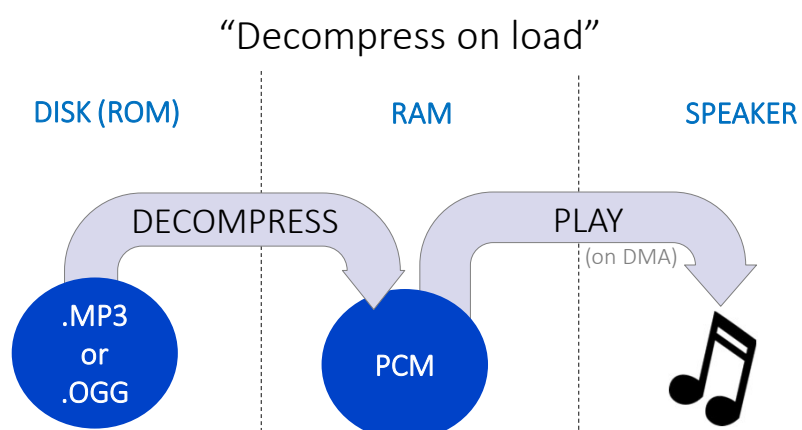 “Decompress on load”
DISK (ROM)
RAM
SPEAKER
DECOMPRESS
PLAY
(on DMA)
.MP3
or
.OGG
PCM